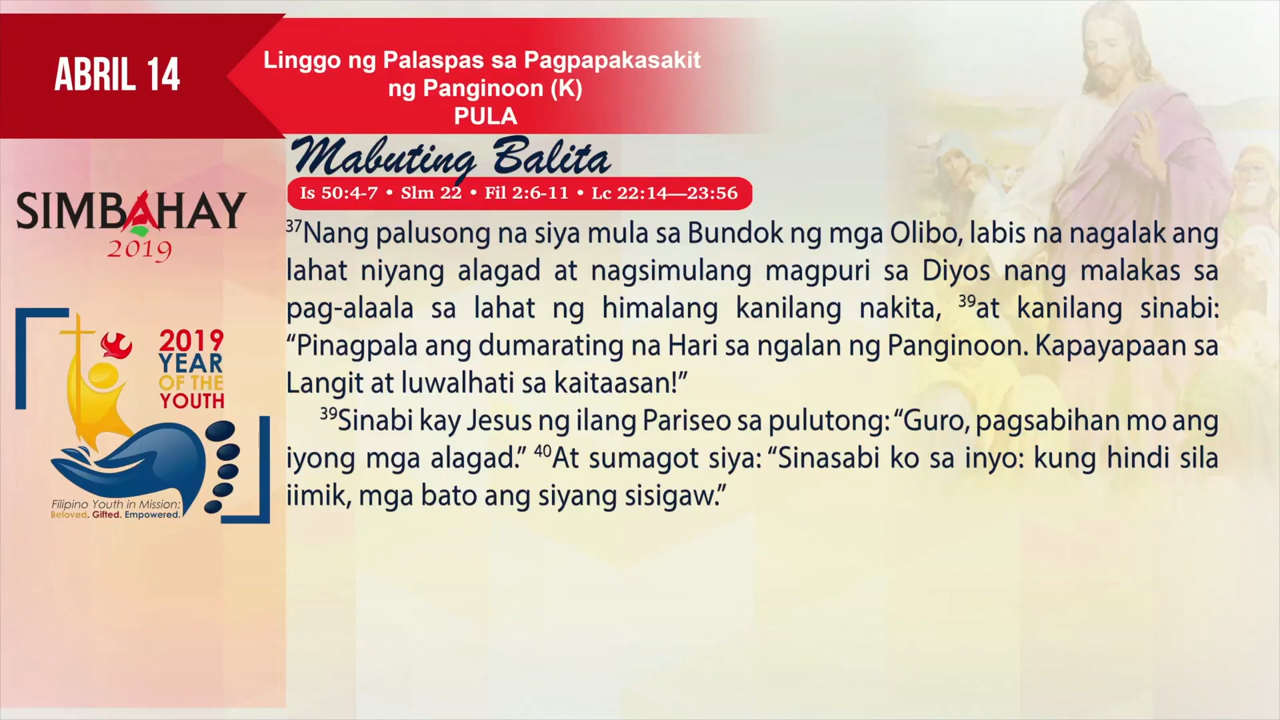 ABRIL 14
Linggo ng Palaspas sa Pagpapakasakit
ng Panginoon (K)
PULA
Mabuting Balita
Is 50:4-7 • Slm 22 • Fil 2:6-11 • Lc 22:14—23:56
SIMBAHAY
2019
2019
YEAR
OF THE
YOUTH
Filipino Youth in Mission:
Beloved. Gifted. Empowered.
³⁷Nang palusong na siya mula sa Bundok ng mga Olibo, labis na nagalak ang
lahat niyang alagad at nagsimulang magpuri sa Diyos nang malakas sa
pag-alaala sa lahat ng himalang kanilang nakita, ³⁹at kanilang sinabi:
“Pinagpala ang dumarating na Hari sa ngalan ng Panginoon. Kapayapaan sa
Langit at luwalhati sa kaitaasan!”
³⁹Sinabi kay Jesus ng ilang Pariseo sa pulutong: “Guro, pagsabihan mo ang
iyong mga alagad.” ⁴⁰At sumagot siya: “Sinasabi ko sa inyo: kung hindi sila
iimik, mga bato ang siyang sisigaw.”